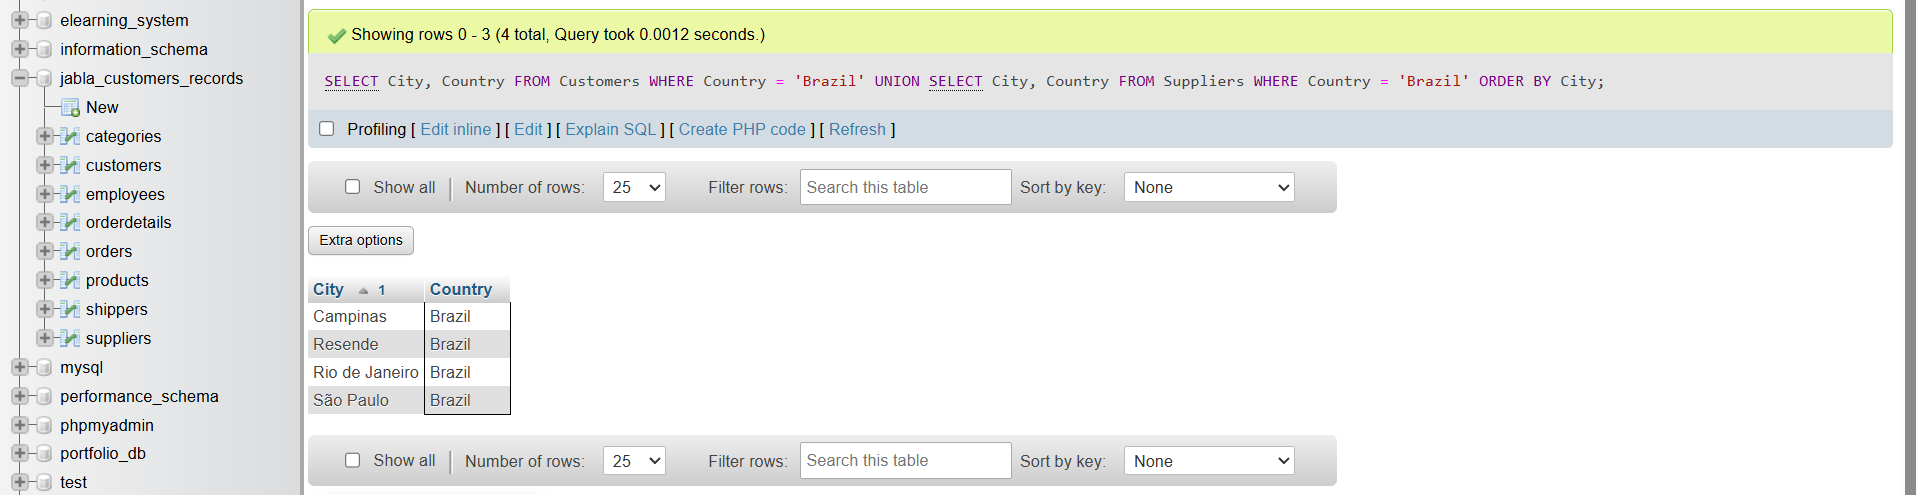 elearning_system
information_schema
jabla_customers_records
New
categories
customers
employees
orderdetails
orders
products
shippers
suppliers
mysql
performance_schema
phpmyadmin
portfolio_db
test
Showing rows 0 - 3 (4 total, Query took 0.0012 seconds.)
SELECT City, Country FROM Customers WHERE Country = 'Brazil' UNION SELECT City, Country FROM Suppliers WHERE Country = 'Brazil' ORDER BY City;
Profiling [ Edit inline ] [ Edit ] [ Explain SQL ] [ Create PHP code ] [ Refresh ]
Show all Number of rows: 25 Filter rows: Search this table Sort by key: None
Extra options
City 1 Country
Campinas Brazil
Resende Brazil
Rio de Janeiro Brazil
São Paulo Brazil
Show all Number of rows: 25 Filter rows: Search this table Sort by key: None